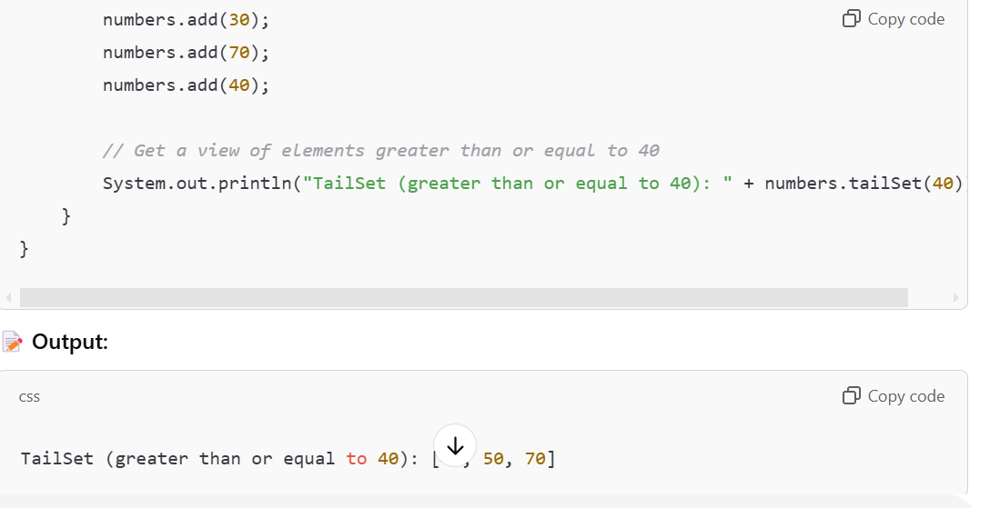 numbers.add(30);
Copy code
numbers.add(70);
numbers.add(40);
// Get a view of elements greater than or equal to 40
System.out.println("TailSet (greater than or equal to 40): " + numbers.tailSet(40)
}
}
Output:
css
Copy code
TailSet (greater than or equal to 40): [ , 50, 70]